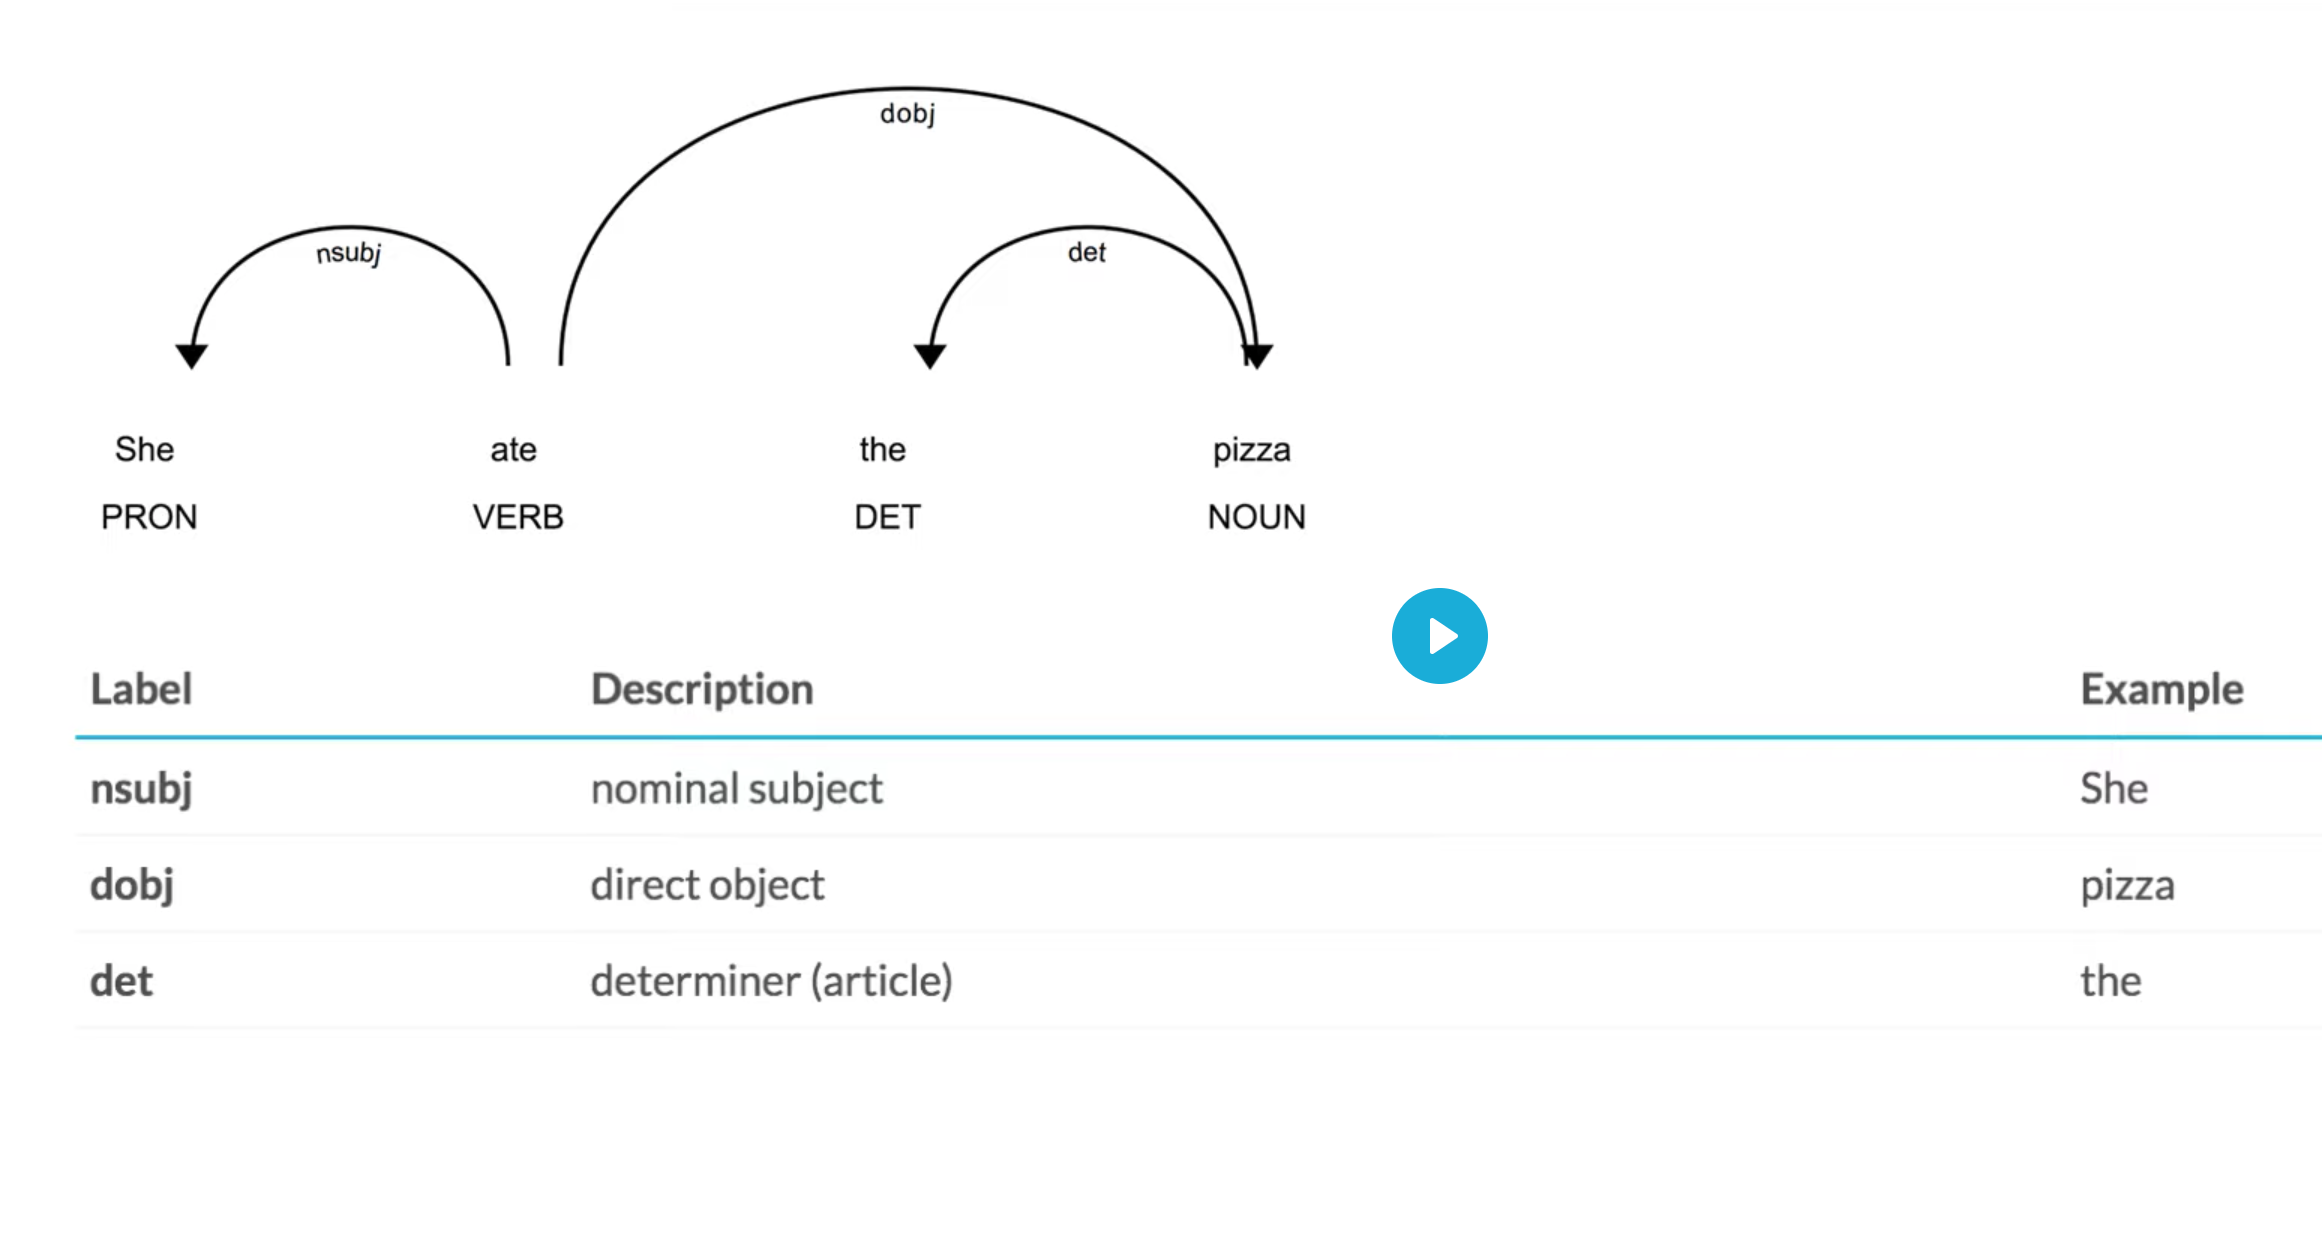 dobj
nsubj det
She ate the pizza
PRON VERB DET NOUN
Label Description Example
nsubj nominal subject She
dobj direct object pizza
det determiner (article) the